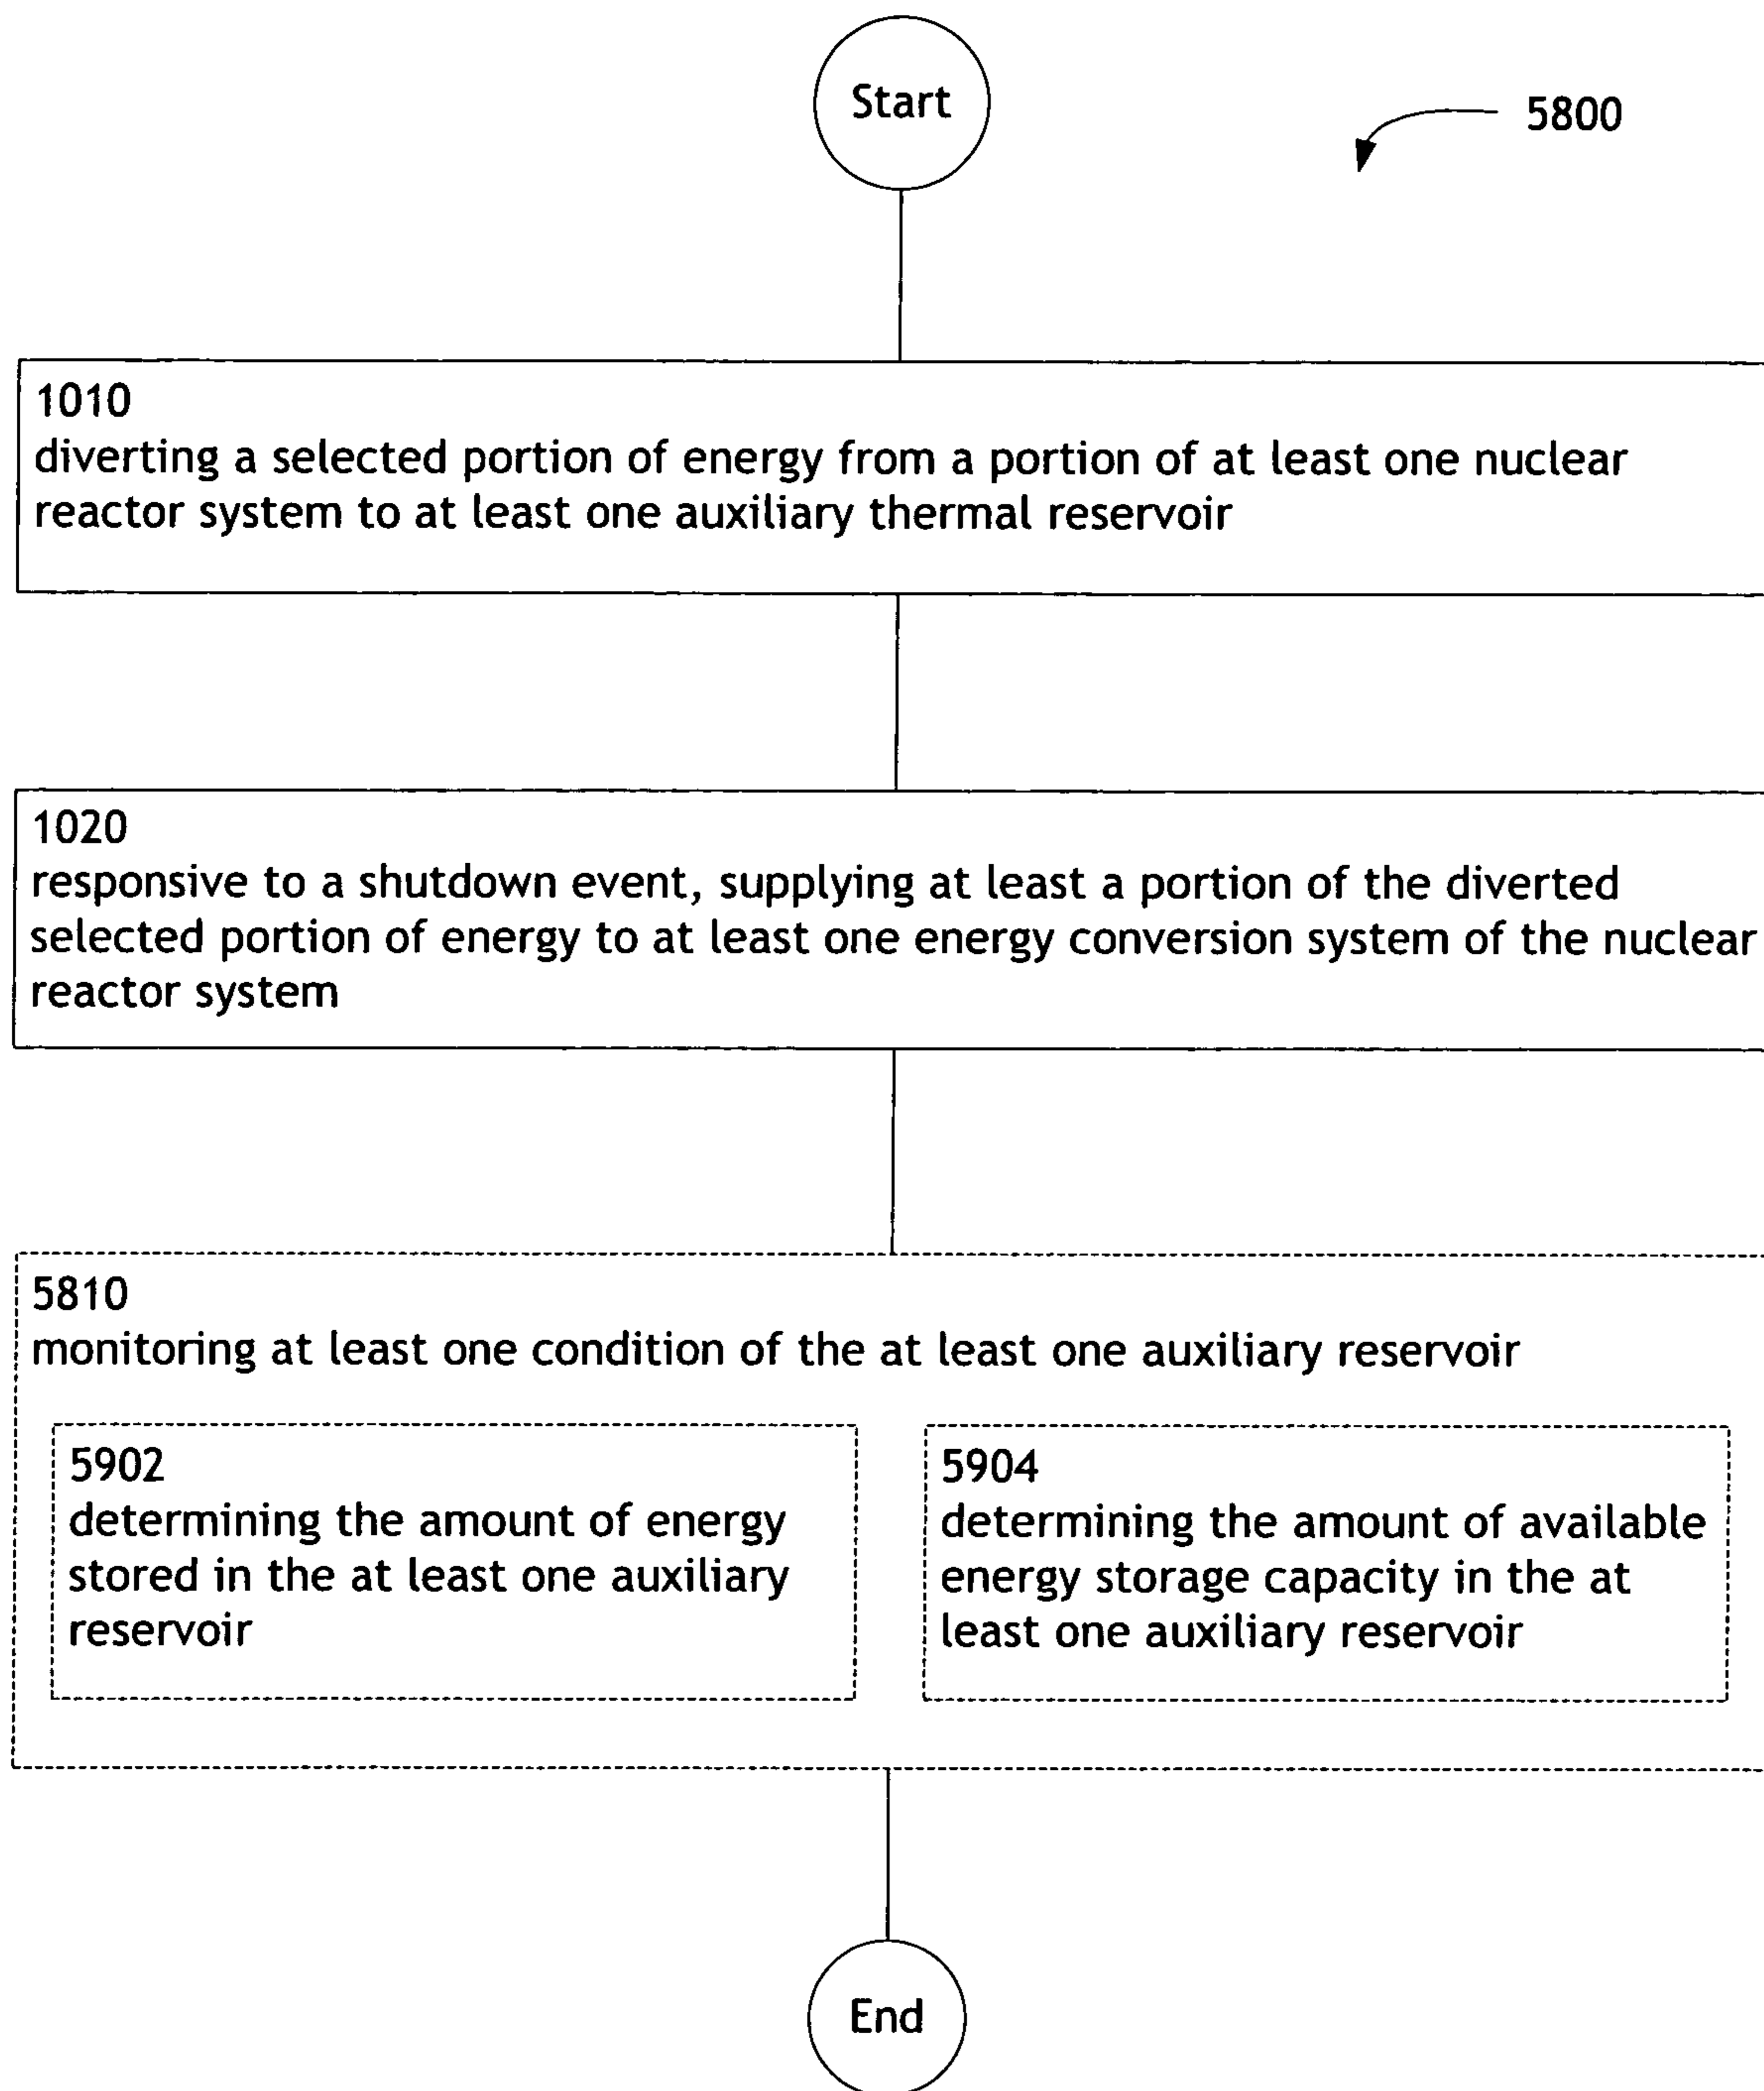 Start
5800
1010
diverting a selected portion of energy from a portion of at least one nuclear
reactor system to at least one auxiliary thermal reservoir
1020
responsive to a shutdown event, supplying at least a portion of the diverted
selected portion of energy to at least one energy conversion system of the nuclear
reactor system
5810
monitoring at least one condition of the at least one auxiliary reservoir
5902
determining the amount of energy
stored in the at least one auxiliary
reservoir
5904
determining the amount of available
energy storage capacity in the at
least one auxiliary reservoir
End